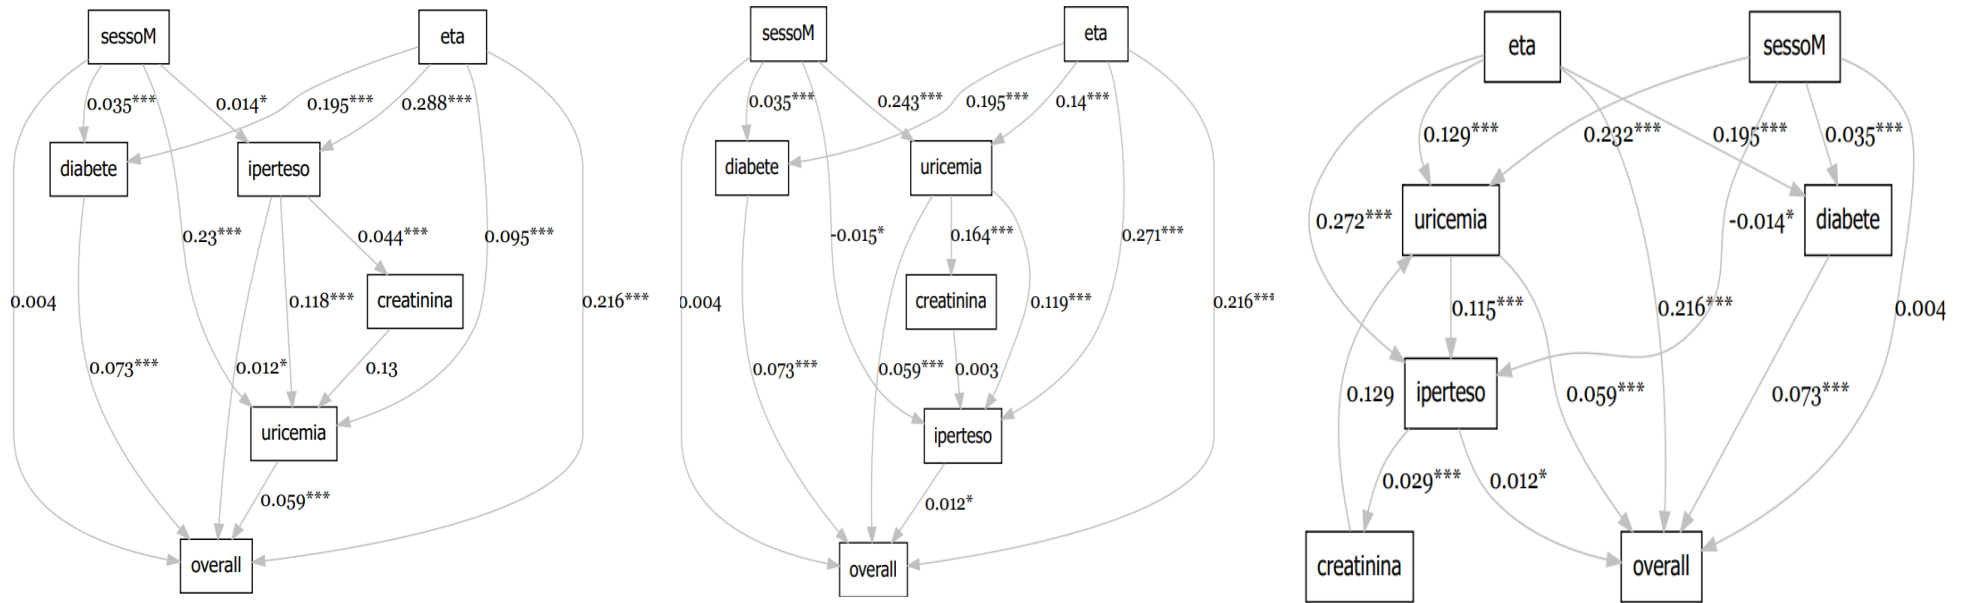 sessoM
eta
0.035***
0.014*
0.195***
0.288***
diabete
iperteso
0.23***
0.044***
0.095***
0.004
0.118***
creatinina
0.216***
0.073***
0.012*
0.13
uricemia
0.059***
overall
sessoM
eta
0.035***
0.243***
0.195***
0.14***
diabete
uricemia
-0.015*
0.164***
0.271***
0.004
creatinina
0.119***
0.216***
0.073***
0.059***
0.003
iperteso
0.012*
overall
eta
sessoM
0.129***
0.232***
0.195***
0.035***
0.272***
uricemia
-0.014*
diabete
0.115***
0.216***
0.004
0.129
iperteso
0.059***
0.073***
0.029***
0.012*
creatinina
overall